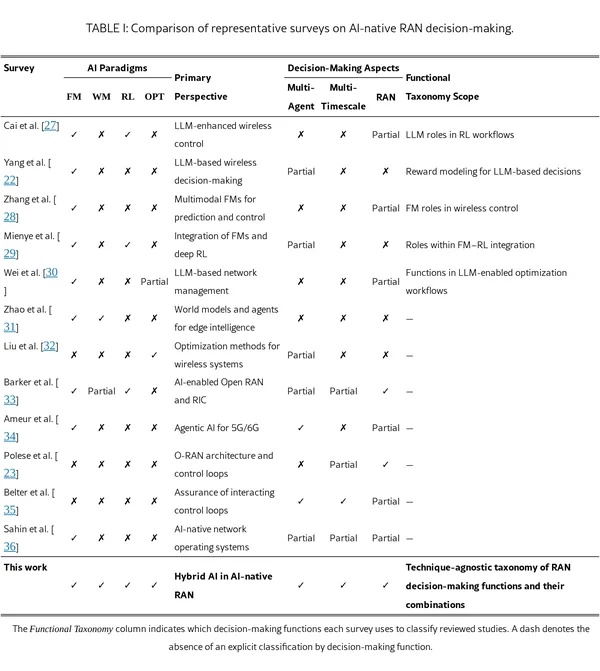 TABLE I: Comparison of representative surveys on AI-native RAN decision-making.
Survey AI Paradigms Primary Perspective Decision-Making Aspects Functional Taxonomy Scope
FM WM RL OPT Multi-Agent Multi-Timescale RAN
Cai et al. [27] ✓ ✗ ✓ ✗ LLM-enhanced wireless control ✗ ✗ Partial LLM roles in RL workflows
Yang et al. [22] ✓ ✗ ✗ ✗ LLM-based wireless decision-making Partial ✗ ✗ Reward modeling for LLM-based decisions
Zhang et al. [28] ✓ ✗ ✗ ✗ Multimodal FMs for prediction and control ✗ ✗ Partial FM roles in wireless control
Mienye et al. [29] ✓ ✗ ✓ ✗ Integration of FMs and deep RL Partial ✗ ✗ Roles within FM–RL integration
Wei et al. [30] ✓ ✗ ✗ Partial LLM-based network management ✗ ✗ Partial Functions in LLM-enabled optimization workflows
Zhao et al. [31] ✓ ✓ ✗ ✗ World models and agents for edge intelligence ✗ ✗ ✗ —
Liu et al. [32] ✗ ✗ ✗ ✓ Optimization methods for wireless systems Partial ✗ ✗ —
Barker et al. [33] ✓ Partial ✓ ✗ AI-enabled Open RAN and RIC Partial Partial ✓ —
Ameur et al. [34] ✓ ✗ ✗ ✗ Agentic AI for 5G/6G ✓ ✗ Partial —
Polese et al. [23] ✗ ✗ ✗ ✗ O-RAN architecture and control loops ✗ Partial ✓ —
Belter et al. [35] ✗ ✗ ✗ ✗ Assurance of interacting control loops ✓ ✓ Partial —
Sahin et al. [36] ✓ ✗ ✗ ✗ AI-native network operating systems Partial Partial Partial —
This work ✓ ✓ ✓ ✓ Hybrid AI in AI-native RAN ✓ ✓ ✓ Technique-agnostic taxonomy of RAN decision-making functions and their combinations
The Functional Taxonomy column indicates which decision-making functions each survey uses to classify reviewed studies. A dash denotes the
absence of an explicit classification by decision-making function.